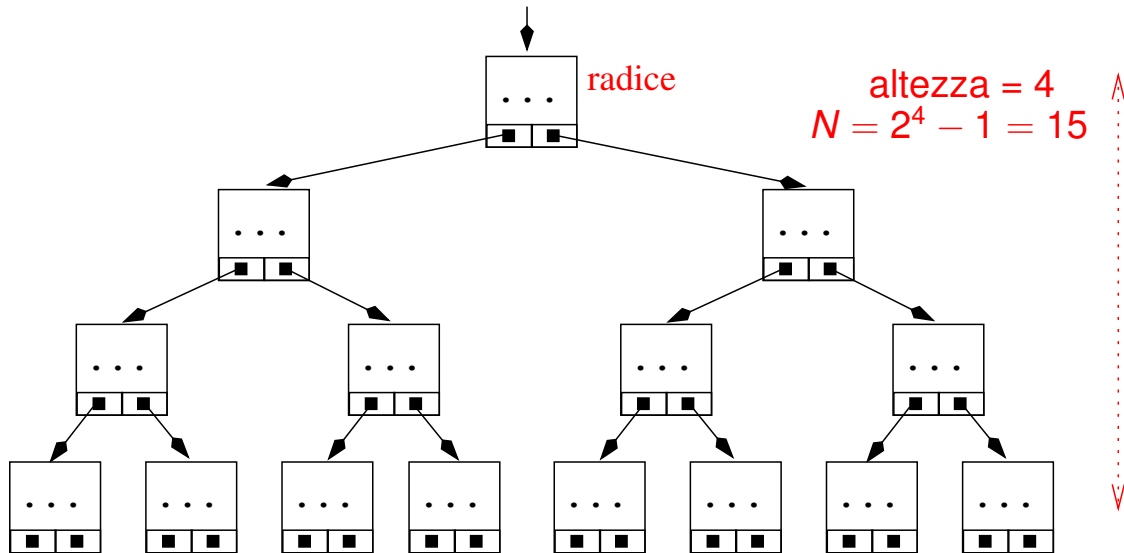 radice
altezza = 4
N = 2⁴ − 1 = 15